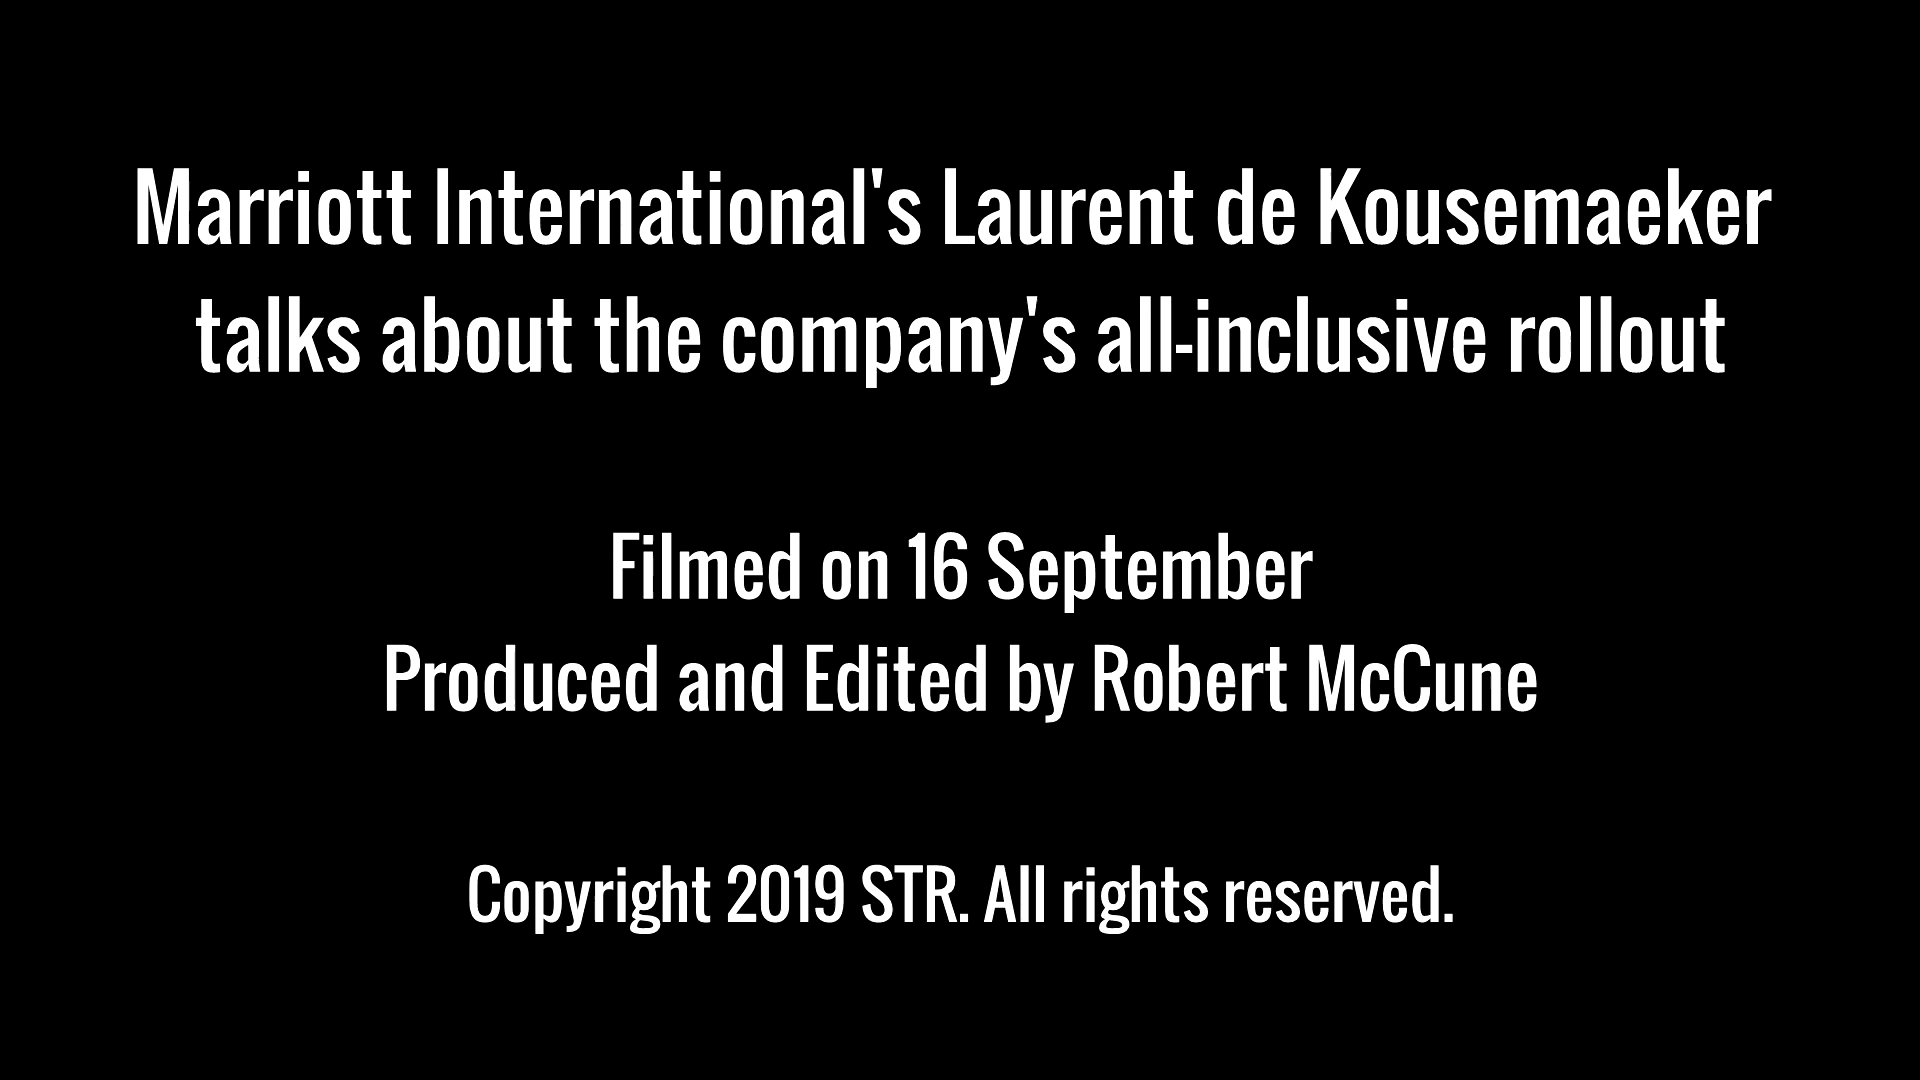 Marriott International's Laurent de Kousemaeker
talks about the company's all-inclusive rollout
Filmed on 16 September
Produced and Edited by Robert McCune
Copyright 2019 STR. All rights reserved.